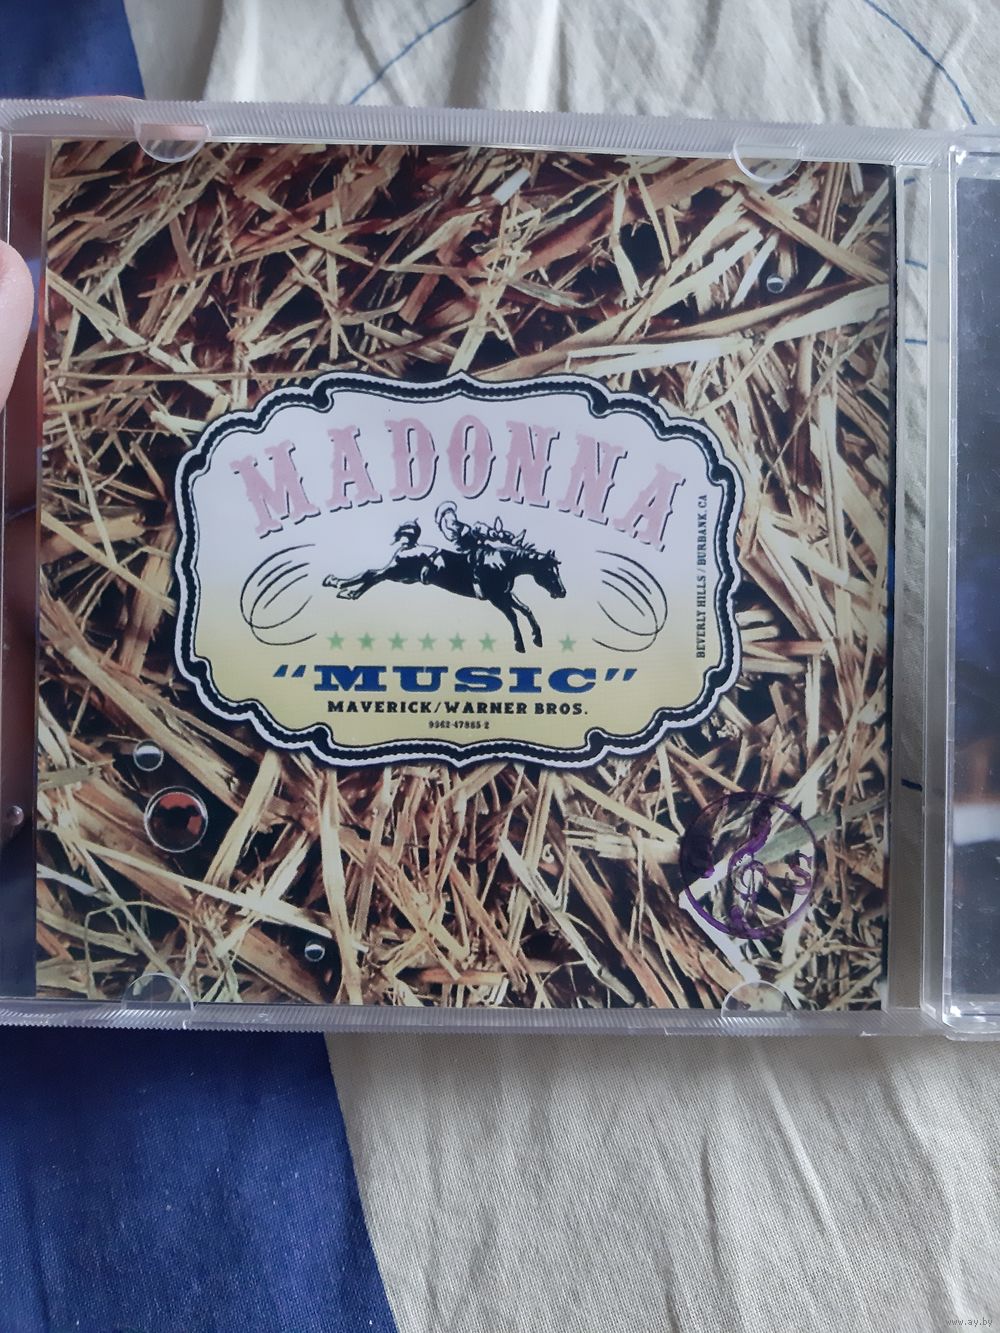 MADONNA
"MUSIC"
MAVERICK/WARNER BROS.
9362-47865-2
BEVERLY HILLS / BURBANK, CA
www.ay.by